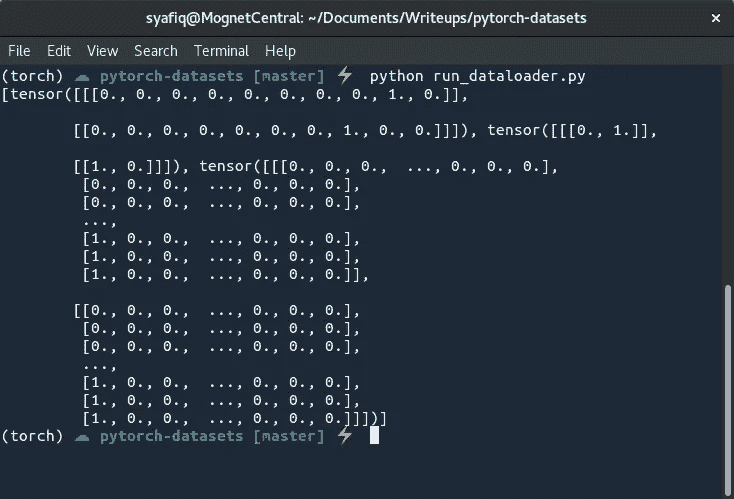 syafiq@MognetCentral: ~/Documents/Writeups/pytorch-datasets ×
File Edit View Search Terminal Help
(torch) ☁ pytorch-datasets [master] ⚡ python run_dataloader.py
[tensor([[[0., 0., 0., 0., 0., 0., 0., 0., 1., 0.]],
[[0., 0., 0., 0., 0., 0., 0., 1., 0., 0.]]]), tensor([[[0., 1.]],
[[1., 0.]]]), tensor([[[0., 0., 0.,  ..., 0., 0., 0.],
[0., 0., 0.,  ..., 0., 0., 0.],
[0., 0., 0.,  ..., 0., 0., 0.],
...,
[1., 0., 0.,  ..., 0., 0., 0.],
[1., 0., 0.,  ..., 0., 0., 0.],
[1., 0., 0.,  ..., 0., 0., 0.]],
[[0., 0., 0.,  ..., 0., 0., 0.],
[0., 0., 0.,  ..., 0., 0., 0.],
[0., 0., 0.,  ..., 0., 0., 0.],
...,
[1., 0., 0.,  ..., 0., 0., 0.],
[1., 0., 0.,  ..., 0., 0., 0.],
[1., 0., 0.,  ..., 0., 0., 0.]]])]
(torch) ☁ pytorch-datasets [master] ⚡